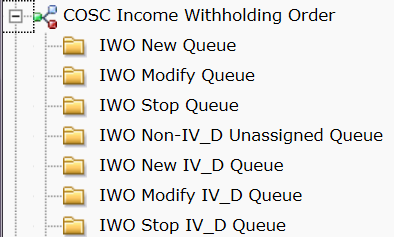 COSC Income Withholding Order
IWO New Queue
IWO Modify Queue
IWO Stop Queue
IWO Non-IV_D Unassigned Queue
IWO New IV_D Queue
IWO Modify IV_D Queue
IWO Stop IV_D Queue